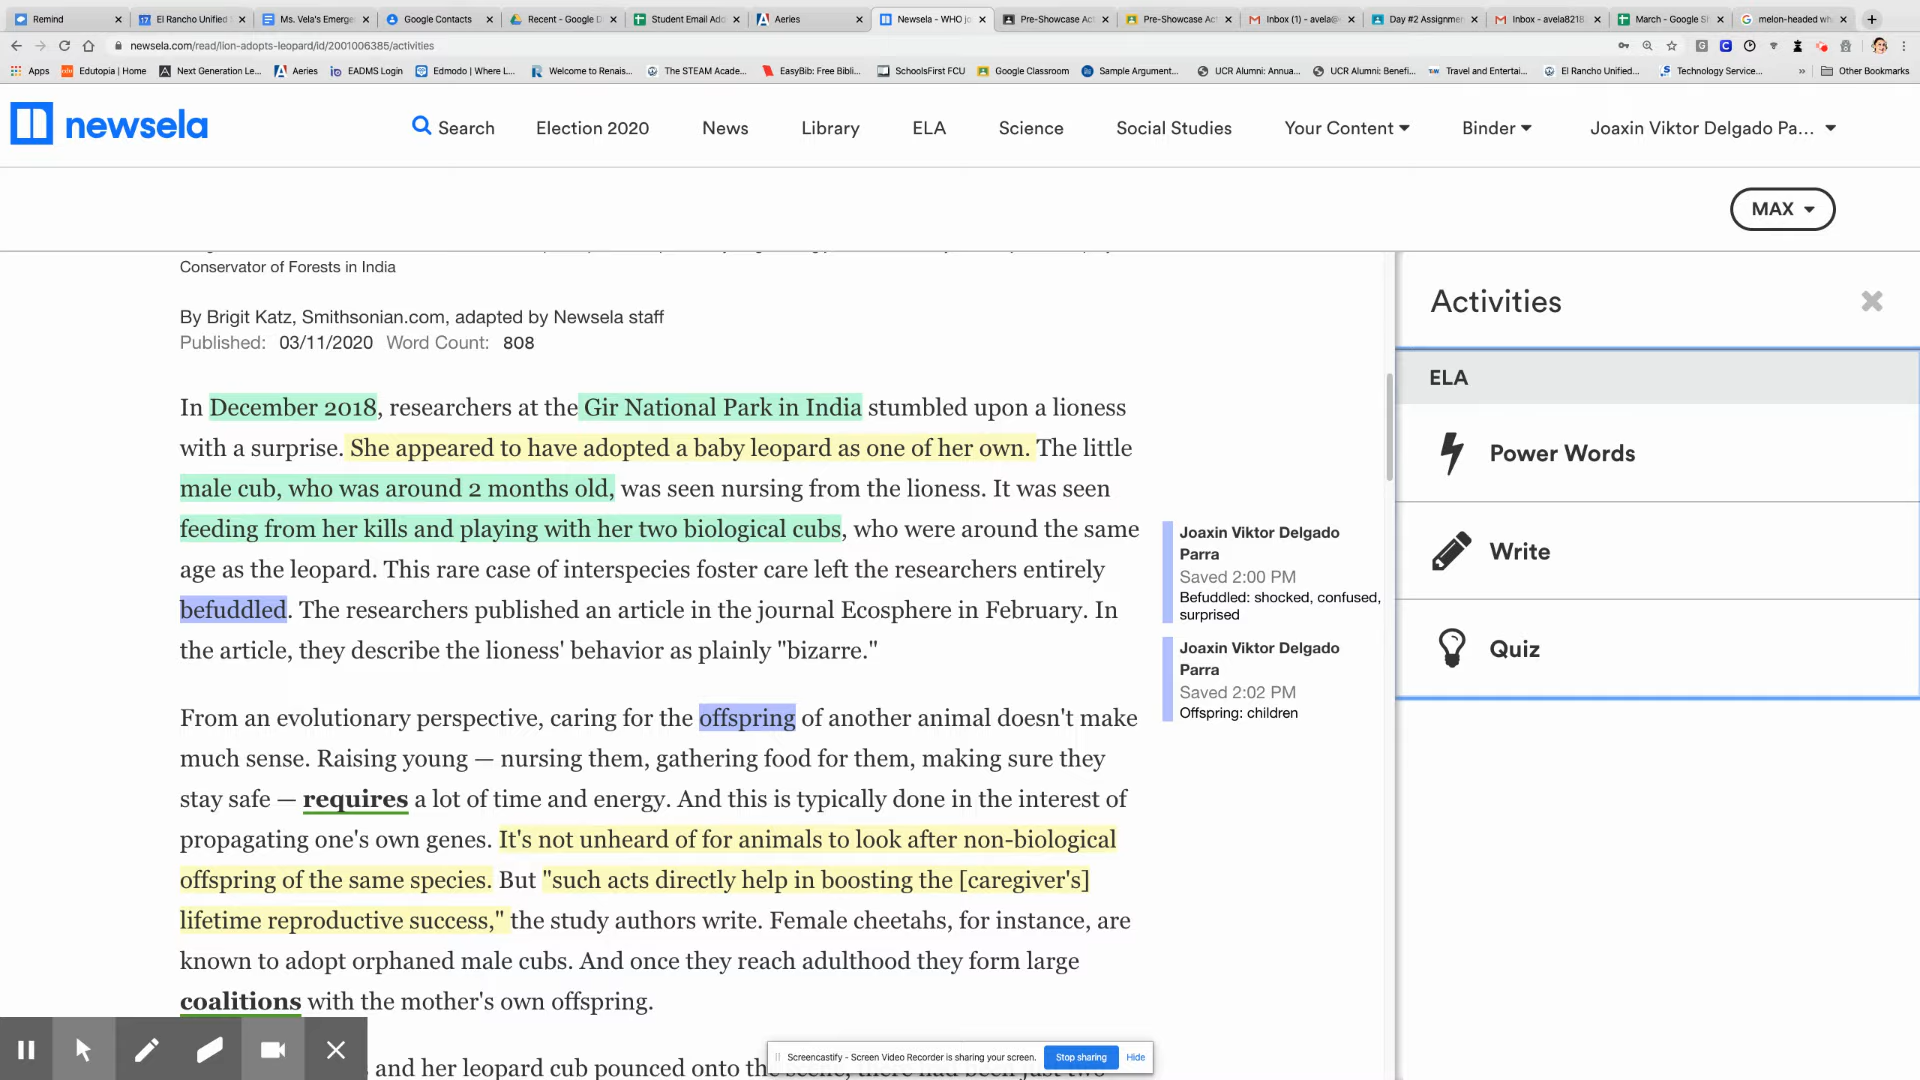 Remind
El Rancho Unified
Ms. Vela's Emerge
Google Contacts
Recent - Google D
Student Email Add
Aeries
Newsela - WHO jo
Pre-Showcase Act
Pre-Showcase Act
Inbox (1) - avela@
Day #2 Assignmen
Inbox - avela8218
March - Google Sh
melon-headed wh
newsela.com/read/lion-adopts-leopard/id/2001006385/activities
Apps
Edutopia | Home
Next Generation Le...
Aeries
EADMS Login
Edmodo | Where L...
Welcome to Renais...
The STEAM Acade...
EasyBib: Free Bibli...
SchoolsFirst FCU
Google Classroom
Sample Argument...
UCR Alumni: Annua...
UCR Alumni: Benefi...
Travel and Entertai...
El Rancho Unified...
Technology Service...
Other Bookmarks
newsela
Search
Election 2020
News
Library
ELA
Science
Social Studies
Your Content
Binder
Joaxin Viktor Delgado Pa...
MAX
Conservator of Forests in India
By Brigit Katz, Smithsonian.com, adapted by Newsela staff
Published: 03/11/2020 Word Count: 808
In December 2018, researchers at the Gir National Park in India stumbled upon a lioness
with a surprise. She appeared to have adopted a baby leopard as one of her own. The little
male cub, who was around 2 months old, was seen nursing from the lioness. It was seen
feeding from her kills and playing with her two biological cubs, who were around the same
age as the leopard. This rare case of interspecies foster care left the researchers entirely
befuddled. The researchers published an article in the journal Ecosphere in February. In
the article, they describe the lioness' behavior as plainly "bizarre."
From an evolutionary perspective, caring for the offspring of another animal doesn't make
much sense. Raising young — nursing them, gathering food for them, making sure they
stay safe — requires a lot of time and energy. And this is typically done in the interest of
propagating one's own genes. It's not unheard of for animals to look after non-biological
offspring of the same species. But "such acts directly help in boosting the [caregiver's]
lifetime reproductive success," the study authors write. Female cheetahs, for instance, are
known to adopt orphaned male cubs. And once they reach adulthood they form large
coalitions with the mother's own offspring.
and her leopard cub pounced onto the scene, there had been just two
Joaxin Viktor Delgado
Parra
Saved 2:00 PM
Befuddled: shocked, confused,
surprised
Joaxin Viktor Delgado
Parra
Saved 2:02 PM
Offspring: children
Activities
ELA
Power Words
Write
Quiz
Screencastify - Screen Video Recorder is sharing your screen.
Stop sharing
Hide